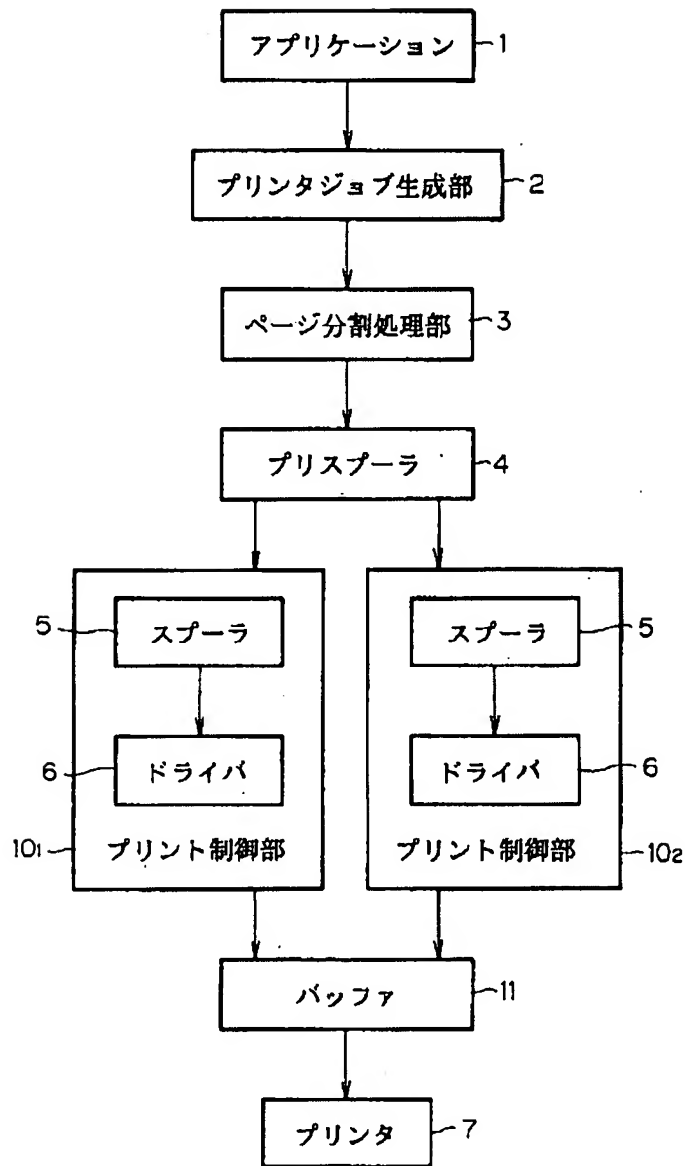 アプリケーション 1
プリンタジョブ生成部 2
ページ分割処理部 3
プリスプーラ 4
5 スプーラ
スプーラ 5
6 ドライバ
ドライバ 6
10₁ プリント制御部
プリント制御部 10₂
バッファ 11
プリンタ 7